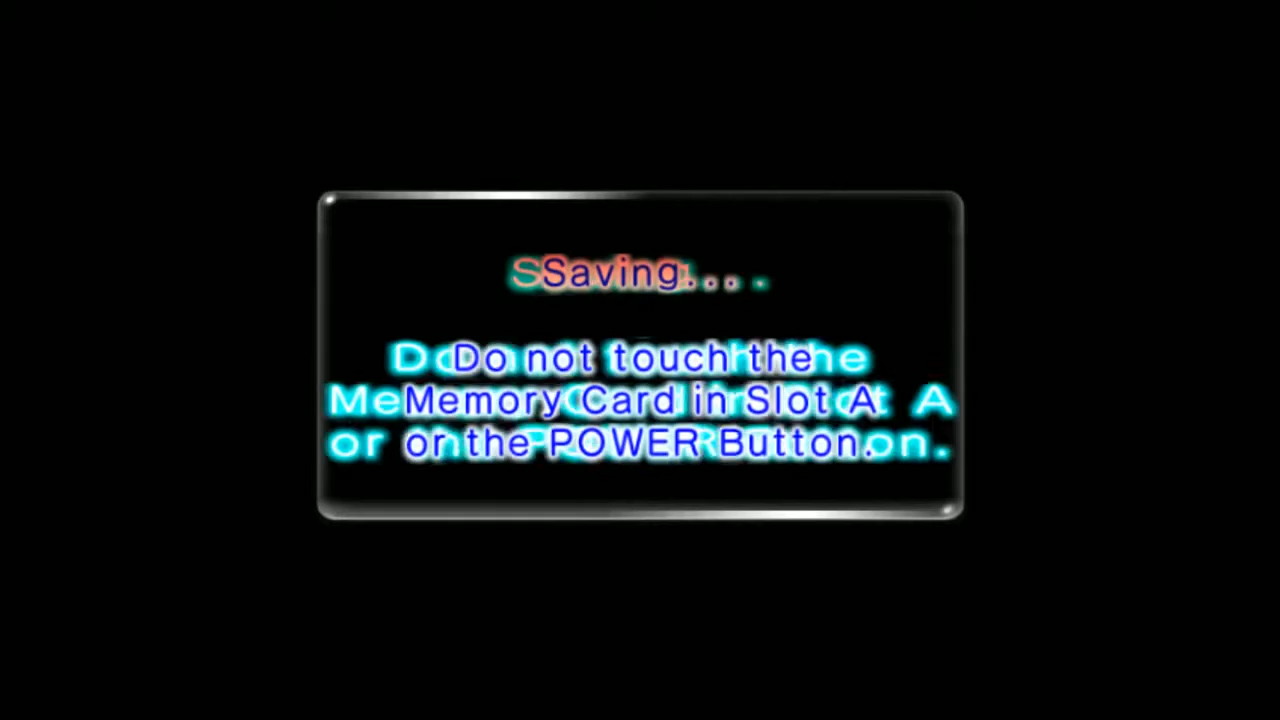 Saving...
Do not touch the
Memory Card in Slot A
or the POWER Button.